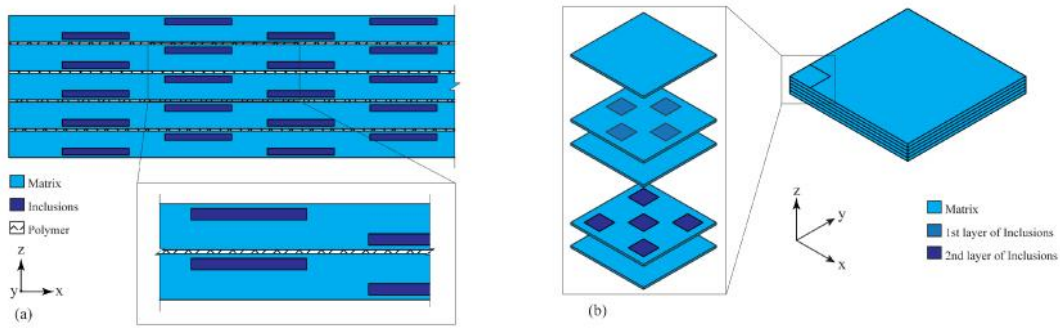 Matrix
Inclusions
Polymer
z
y x
(a)
(b)
z
y
x
Matrix
1st layer of Inclusions
2nd layer of Inclusions